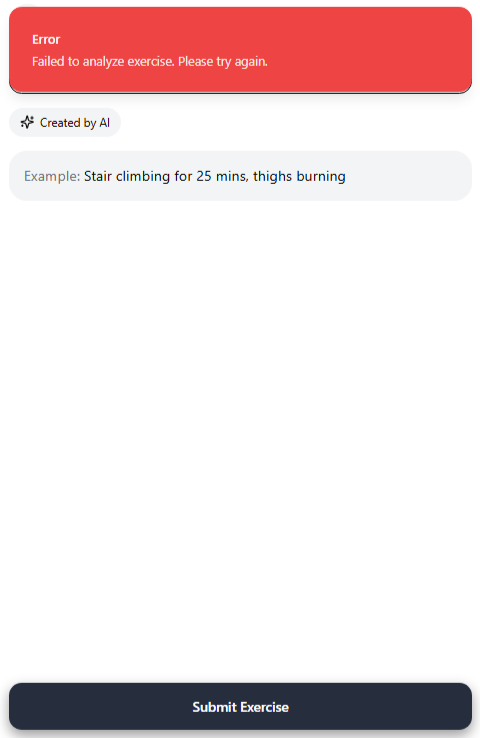 Error
Failed to analyze exercise. Please try again.
Created by AI
Example: Stair climbing for 25 mins, thighs burning
Submit Exercise